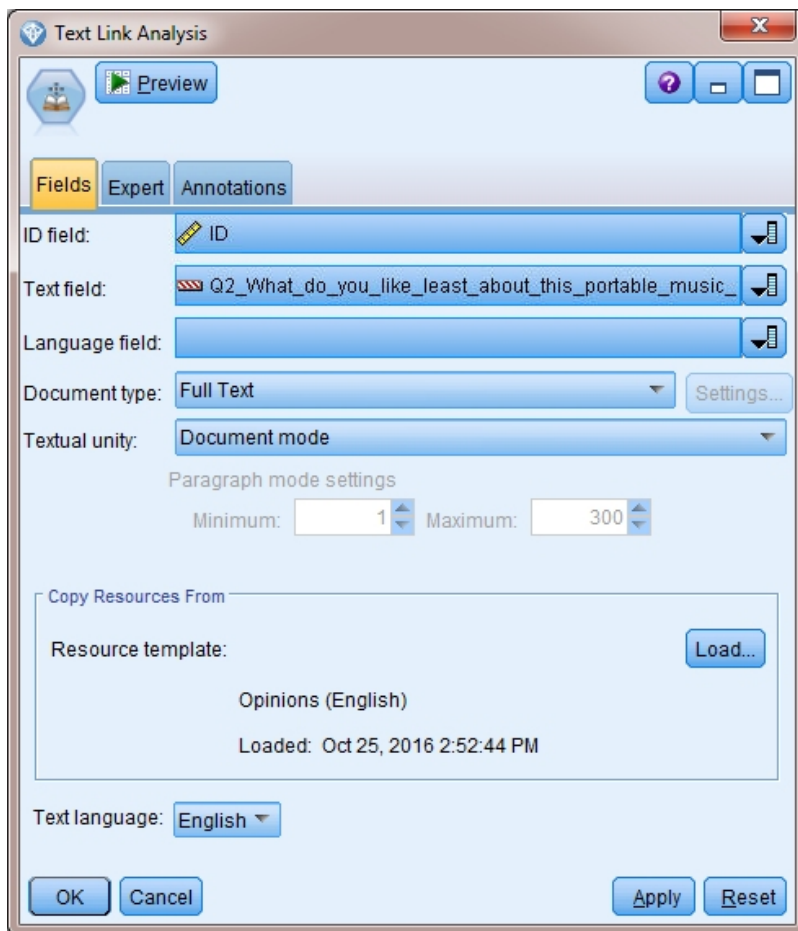 Text Link Analysis
Preview
Fields Expert Annotations
ID field: ID
Text field: Q2_What_do_you_like_least_about_this_portable_music_
Language field:
Document type: Full Text Settings...
Textual unity: Document mode
Paragraph mode settings
Minimum: 1 Maximum: 300
Copy Resources From
Resource template: Load...
Opinions (English)
Loaded: Oct 25, 2016 2:52:44 PM
Text language: English
OK Cancel Apply Reset